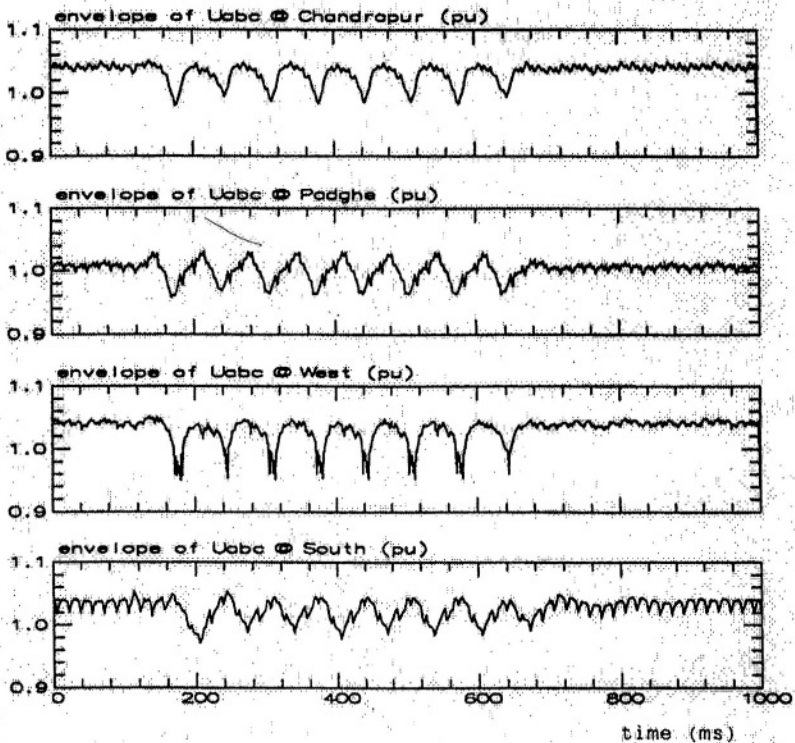 envelope of Uabc @ Chandrapur (pu)
1.1
1.0
0.9
envelope of Uabc @ Padghe (pu)
1.1
1.0
0.9
envelope of Uabc @ West (pu)
1.1
1.0
0.9
envelope of Uabc @ South (pu)
1.1
1.0
0.9
0 200 400 600 800 1000
time (ms)